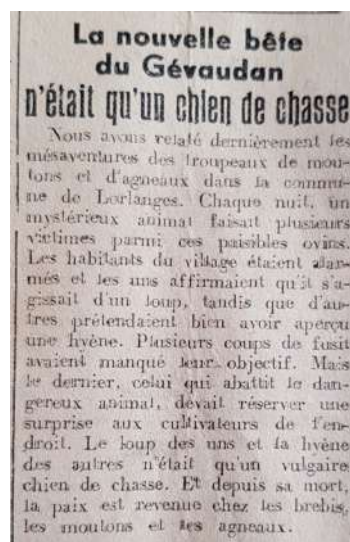 La nouvelle bête
du Gévaudan
n'était qu'un chien de chasse
Nous avons relaté dernièrement les
mésaventures des troupeaux de mou-
tons et d'agneaux dans la commu-
ne de Lorlanges. Chaque nuit, un
mystérieux animal faisait plusieurs
victimes parmi ces paisibles ovins.
Les habitants du village étaient alar-
més et les uns affirmaient qu'il s'a-
gissait d'un loup, tandis que d'au-
tres prétendaient bien avoir aperçu
une hyène. Plusieurs coups de fusil
avaient manqué leur objectif. Mais
le dernier, celui qui abattit le dan-
gereux animal, devait réserver une
surprise aux cultivateurs de l'en-
droit. Le loup des uns et la hyène
des autres n'était qu'un vulgaire
chien de chasse. Et depuis sa mort,
la paix est revenue chez les brebis,
les moutons et les agneaux.